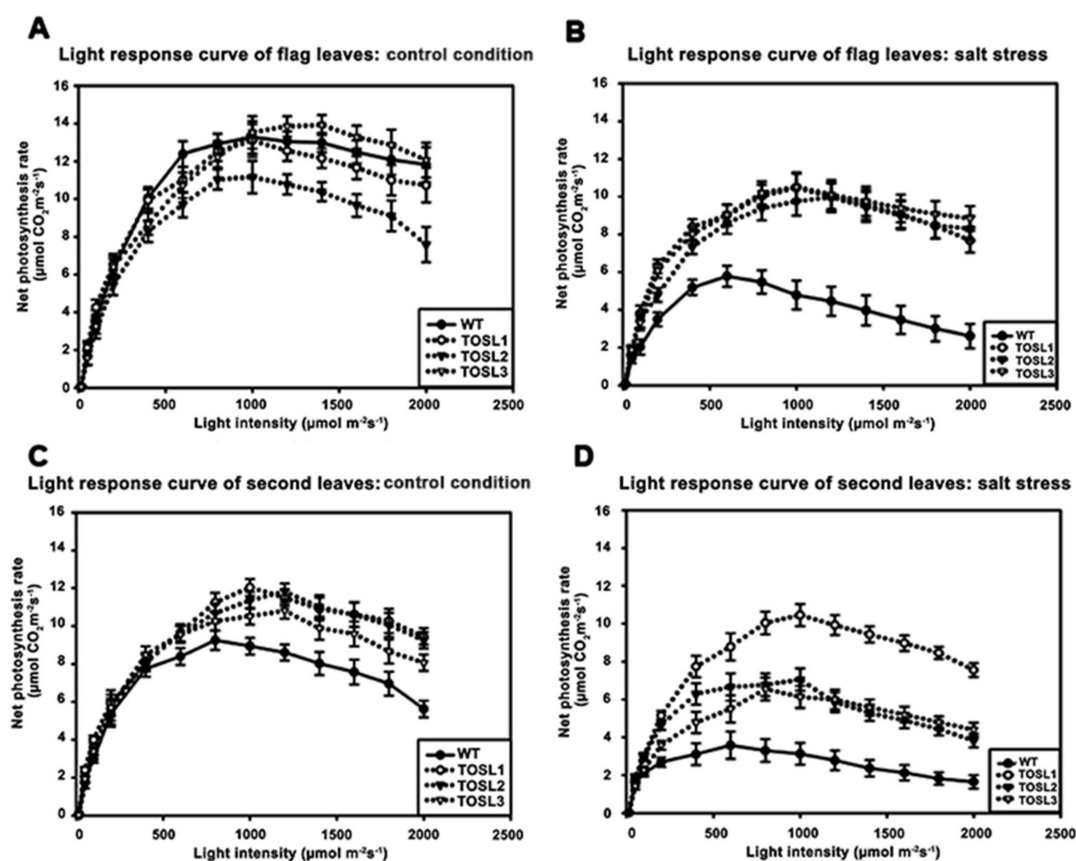 A
Light response curve of flag leaves: control condition
Net photosynthesis rate
(µmol CO₂m⁻²s⁻¹)
16
14
12
10
8
6
4
2
0
WT
TOSL1
TOSL2
TOSL3
0 500 1000 1500 2000 2500
Light intensity (µmol m⁻²s⁻¹)
B
Light response curve of flag leaves: salt stress
Net photosynthesis rate
(µmol CO₂m⁻²s⁻¹)
16
14
12
10
8
6
4
2
0
WT
TOSL1
TOSL2
TOSL3
0 500 1000 1500 2000 2500
Light intensity (µmol m⁻²s⁻¹)
C
Light response curve of second leaves: control condition
Net photosynthesis rate
(µmol CO₂m⁻²s⁻¹)
16
14
12
10
8
6
4
2
0
WT
TOSL1
TOSL2
TOSL3
0 500 1000 1500 2000 2500
Light intensity (µmol m⁻²s⁻¹)
D
Light response curve of second leaves: salt stress
Net photosynthesis rate
(µmol CO₂m⁻²s⁻¹)
16
14
12
10
8
6
4
2
0
WT
TOSL1
TOSL2
TOSL3
0 500 1000 1500 2000 2500
Light intensity (µmol m⁻²s⁻¹)